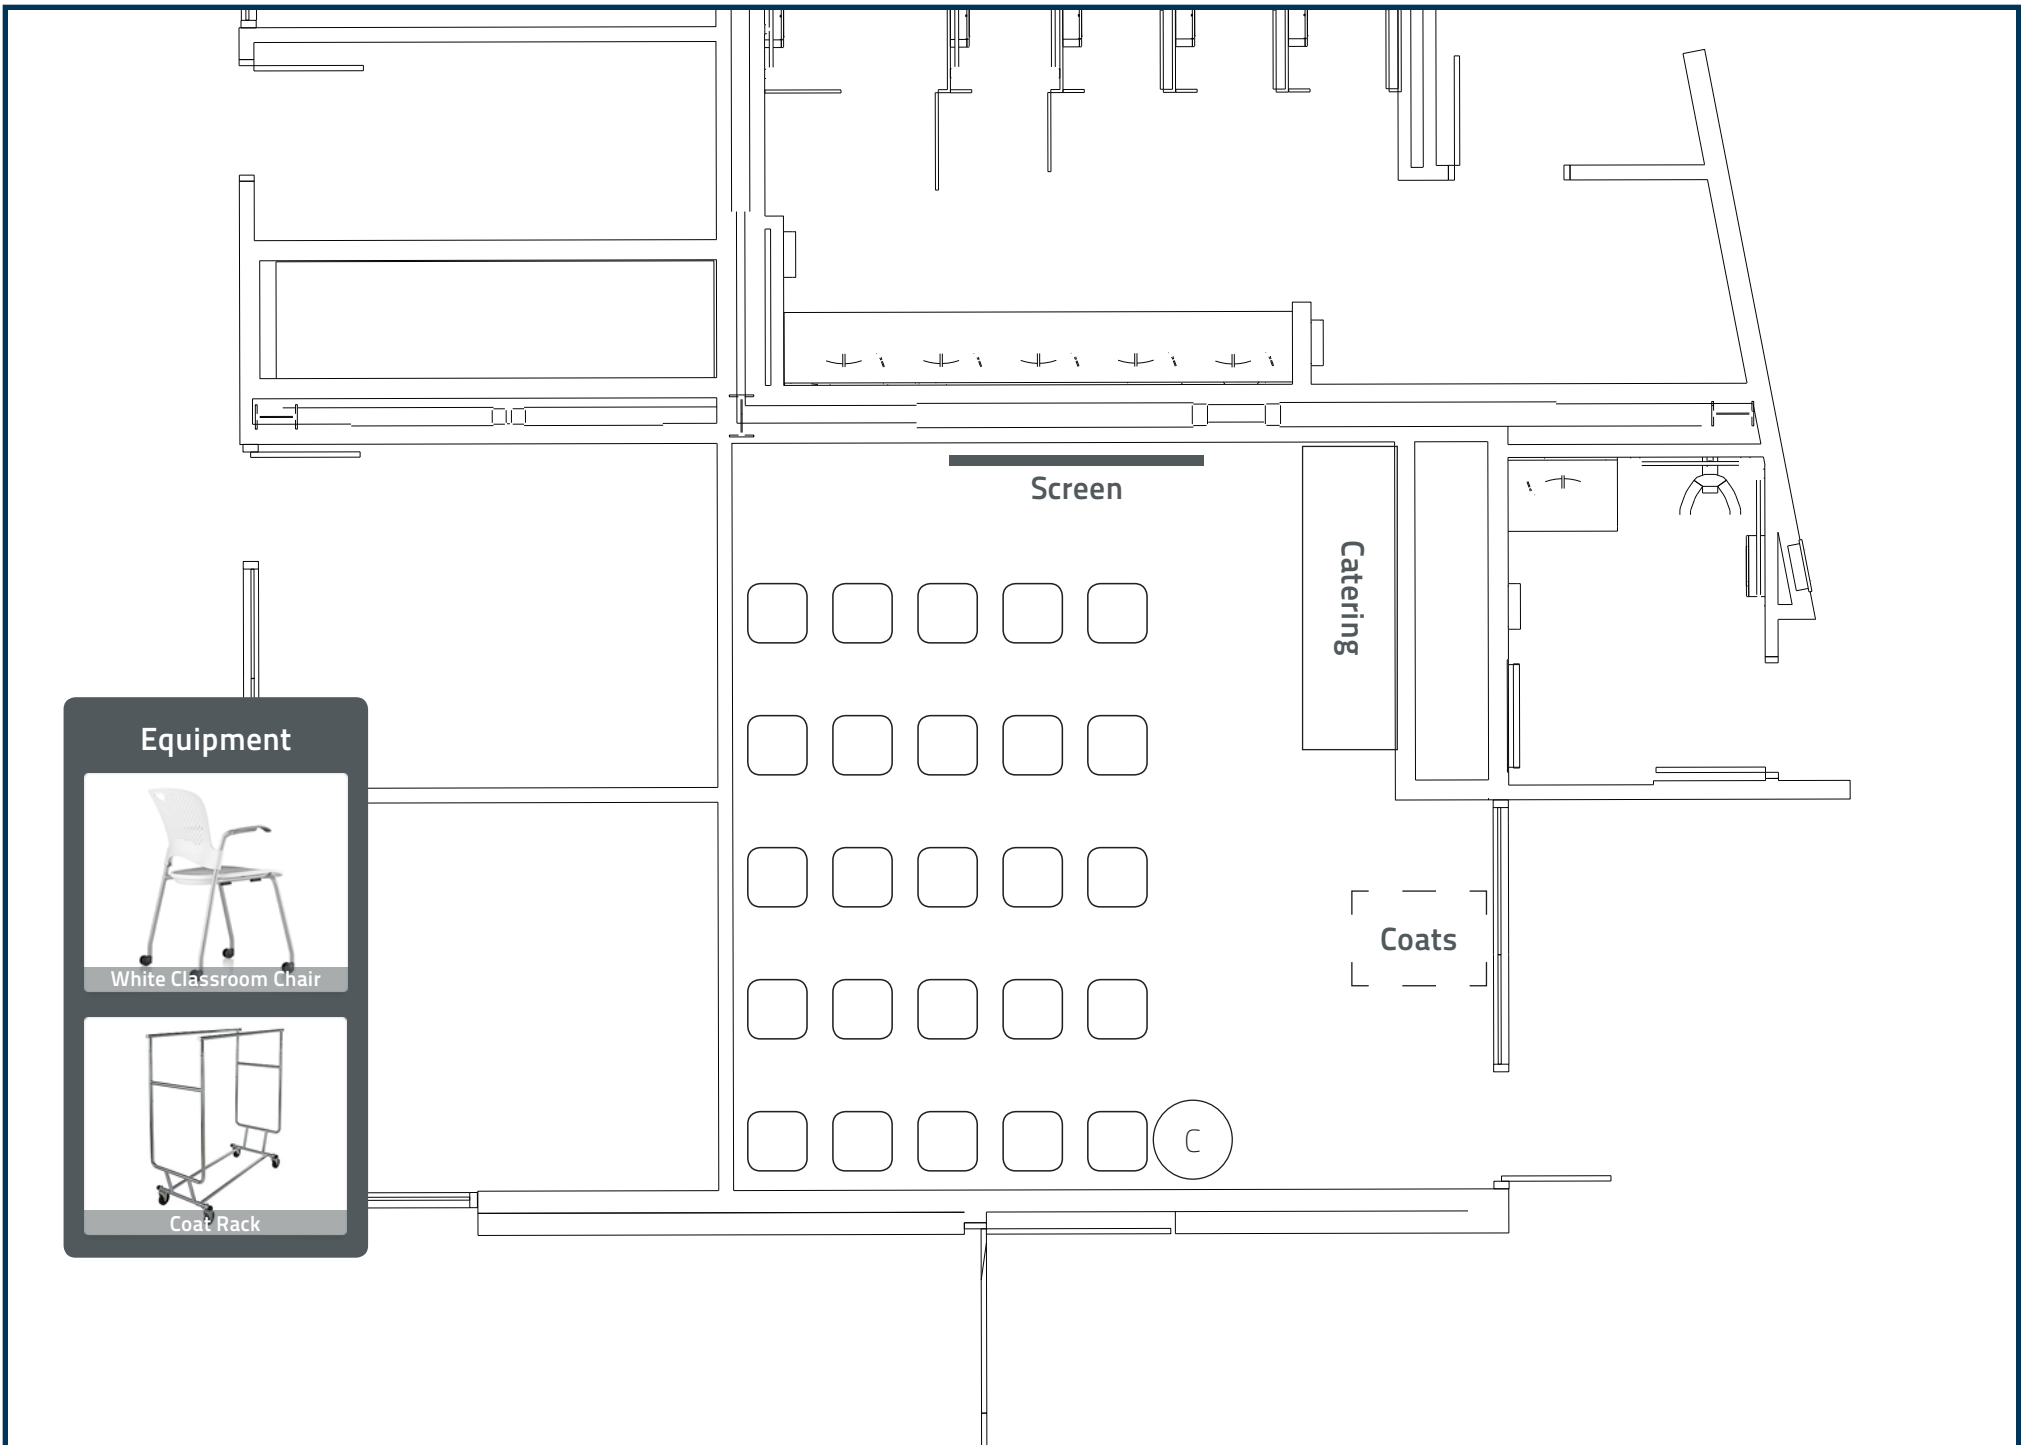 Screen
Catering
Equipment
White Classroom Chair
Coats
Coat Rack
C